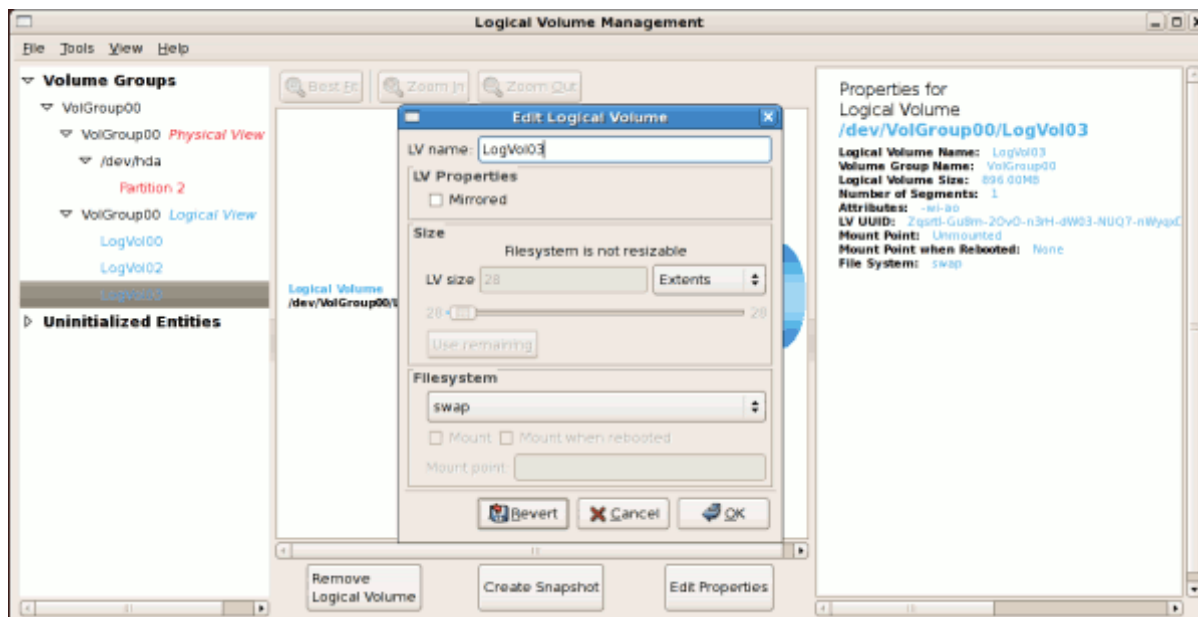 Logical Volume Management
File Tools View Help
Volume Groups
VolGroup00
VolGroup00 Physical View
/dev/hda
Partition 2
VolGroup00 Logical View
LogVol00
LogVol02
LogVol03
Uninitialized Entities
Best Fit Zoom In Zoom Out
Logical Volume
/dev/VolGroup00/L
Edit Logical Volume
LV name: LogVol03
LV Properties
Mirrored
Size
Filesystem is not resizable
LV size 28 Extents
28 28
Use remaining
Filesystem
swap
Mount Mount when rebooted
Mount point:
Revert Cancel OK
Remove
Logical Volume
Create Snapshot
Edit Properties
Properties for
Logical Volume
/dev/VolGroup00/LogVol03
Logical Volume Name: LogVol03
Volume Group Name: VolGroup00
Logical Volume Size: 896.00MB
Number of Segments: 1
Attributes: -wi-ao
LV UUID:
Mount Point: Unmounted
Mount Point when Rebooted: None
File System: swap